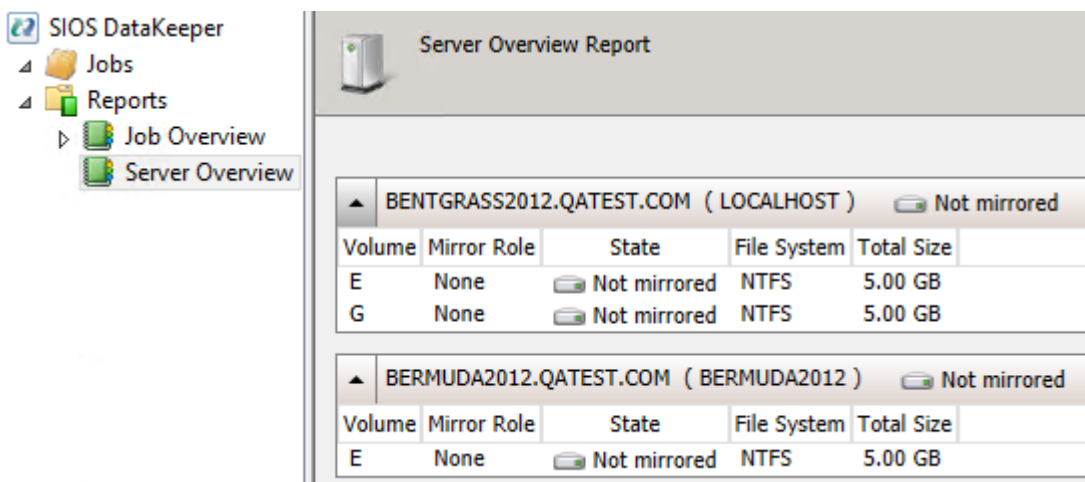 SIOS DataKeeper
Jobs
Reports
Job Overview
Server Overview
Server Overview Report
BENTGRASS2012.QATEST.COM ( LOCALHOST ) Not mirrored
Volume Mirror Role State File System Total Size
E None Not mirrored NTFS 5.00 GB
G None Not mirrored NTFS 5.00 GB
BERMUDA2012.QATEST.COM ( BERMUDA2012 ) Not mirrored
Volume Mirror Role State File System Total Size
E None Not mirrored NTFS 5.00 GB